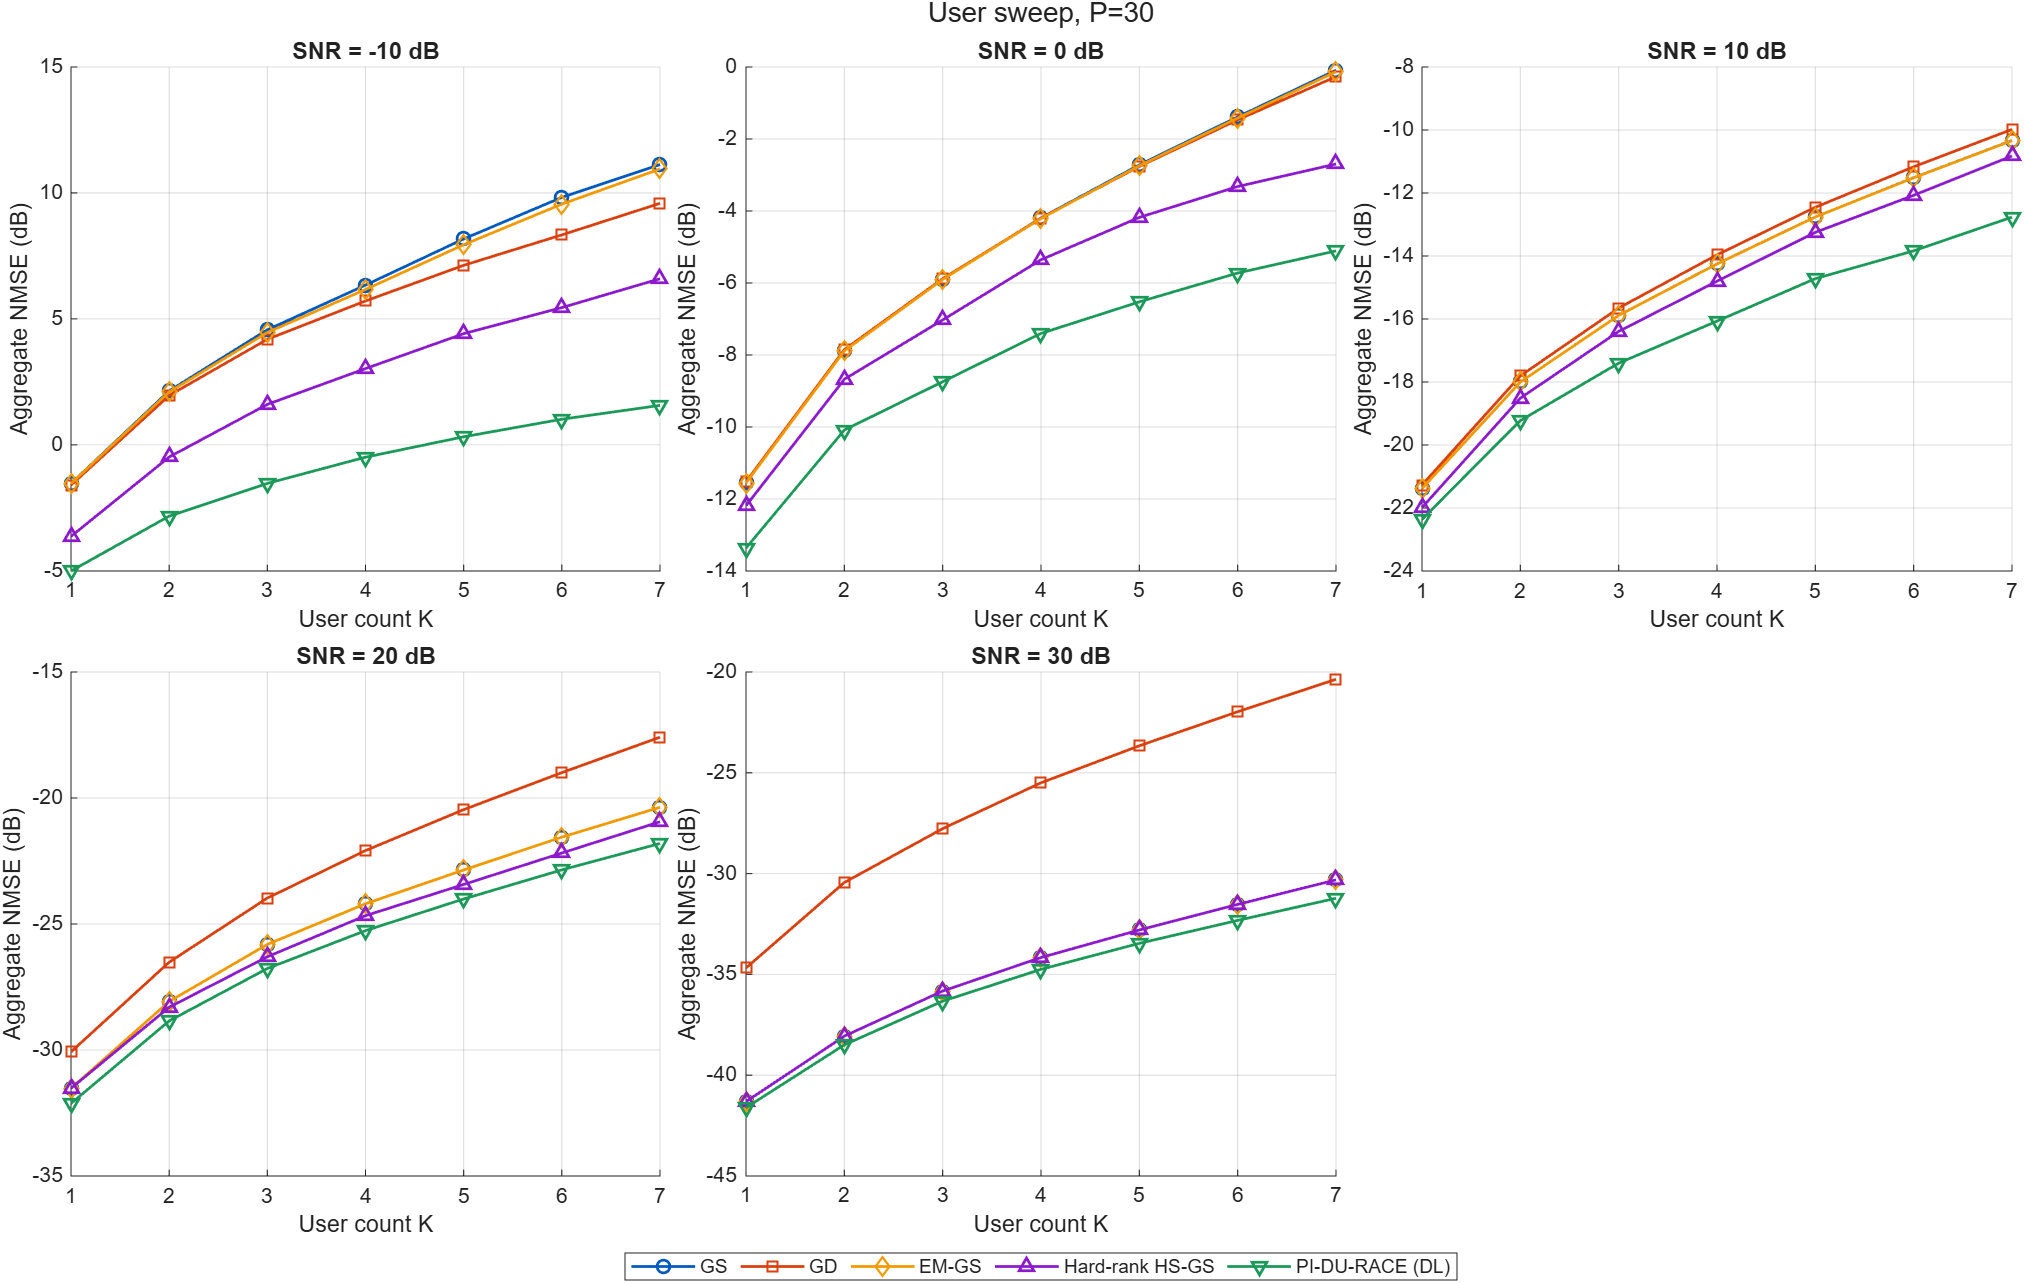 User sweep, P=30
SNR = -10 dB
15
10
5
0
-5
1 2 3 4 5 6 7
Aggregate NMSE (dB)
User count K
SNR = 0 dB
0
-2
-4
-6
-8
-10
-12
-14
1 2 3 4 5 6 7
Aggregate NMSE (dB)
User count K
SNR = 10 dB
-8
-10
-12
-14
-16
-18
-20
-22
-24
1 2 3 4 5 6 7
Aggregate NMSE (dB)
User count K
SNR = 20 dB
-15
-20
-25
-30
-35
1 2 3 4 5 6 7
Aggregate NMSE (dB)
User count K
SNR = 30 dB
-20
-25
-30
-35
-40
-45
1 2 3 4 5 6 7
Aggregate NMSE (dB)
User count K
GS GD EM-GS Hard-rank HS-GS PI-DU-RACE (DL)